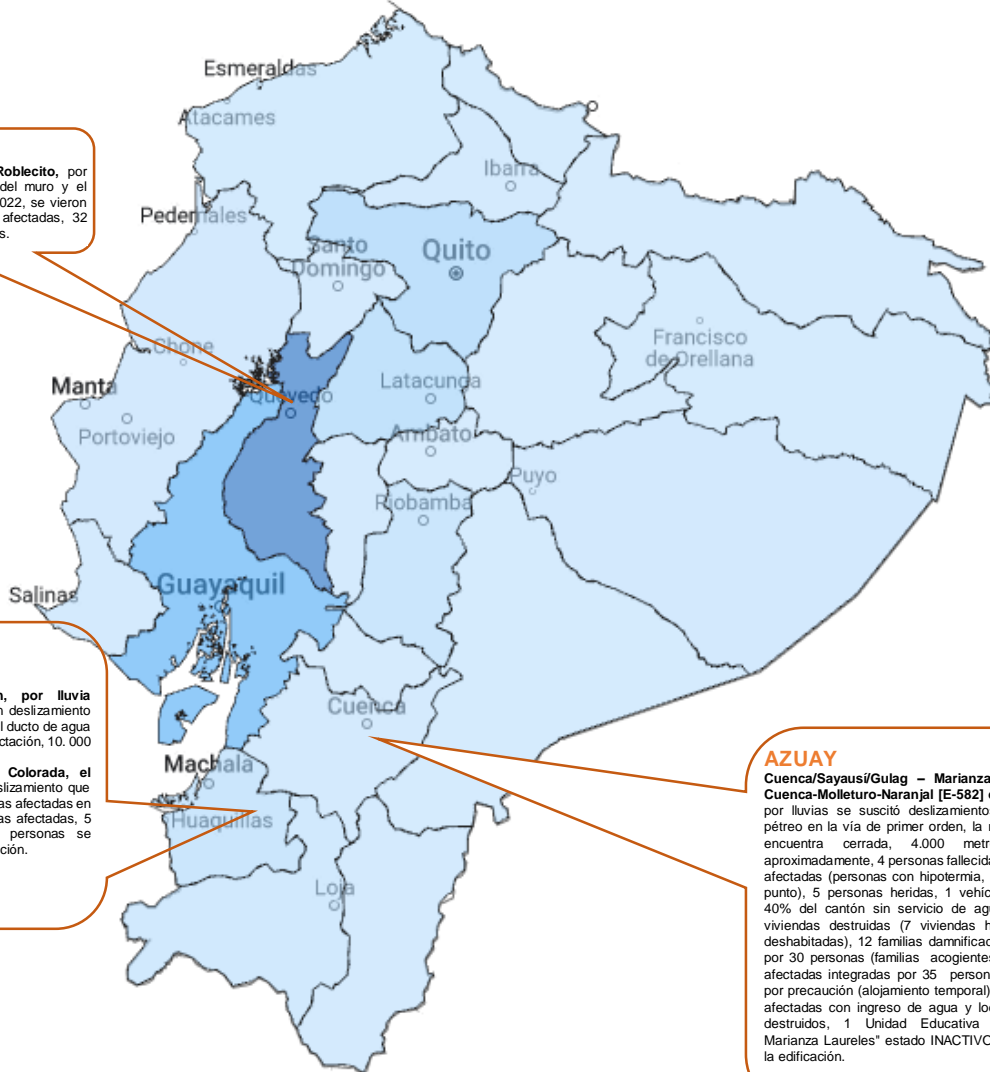 Esmeraldas
Atacames
Ibarra
Roblecito, por
del muro y el
022, se vieron
afectadas, 32
s.
Pedernales
Santo
Domingo
Quito
Francisco
de Orellana
Chone
Manta
Quevedo
Latacunga
Portoviejo
Ambato
Puyo
Riobamba
Guayaquil
Salinas
n, por lluvia
n deslizamiento
l ducto de agua
ctación, 10. 000
Colorada, el
slizamiento que
as afectadas en
as afectadas, 5
personas se
ción.
Cuenca
Machala
Huaquillas
Loja
AZUAY
Cuenca/Sayausí/Gulag – Marianza
Cuenca-Molleturo-Naranjal [E-582]
por lluvias se suscitó deslizamiento
pétreo en la vía de primer orden, la
encuentra cerrada, 4.000 metr
aproximadamente, 4 personas fallecida
afectadas (personas con hipotermia,
punto), 5 personas heridas, 1 vehíc
40% del cantón sin servicio de agu
viviendas destruidas (7 viviendas h
deshabitadas), 12 familias damnificad
por 30 personas (familias acogientes
afectadas integradas por 35 person
por precaución (alojamiento temporal)
afectadas con ingreso de agua y loc
destruidos, 1 Unidad Educativa
Marianza Laureles" estado INACTIVO
la edificación.